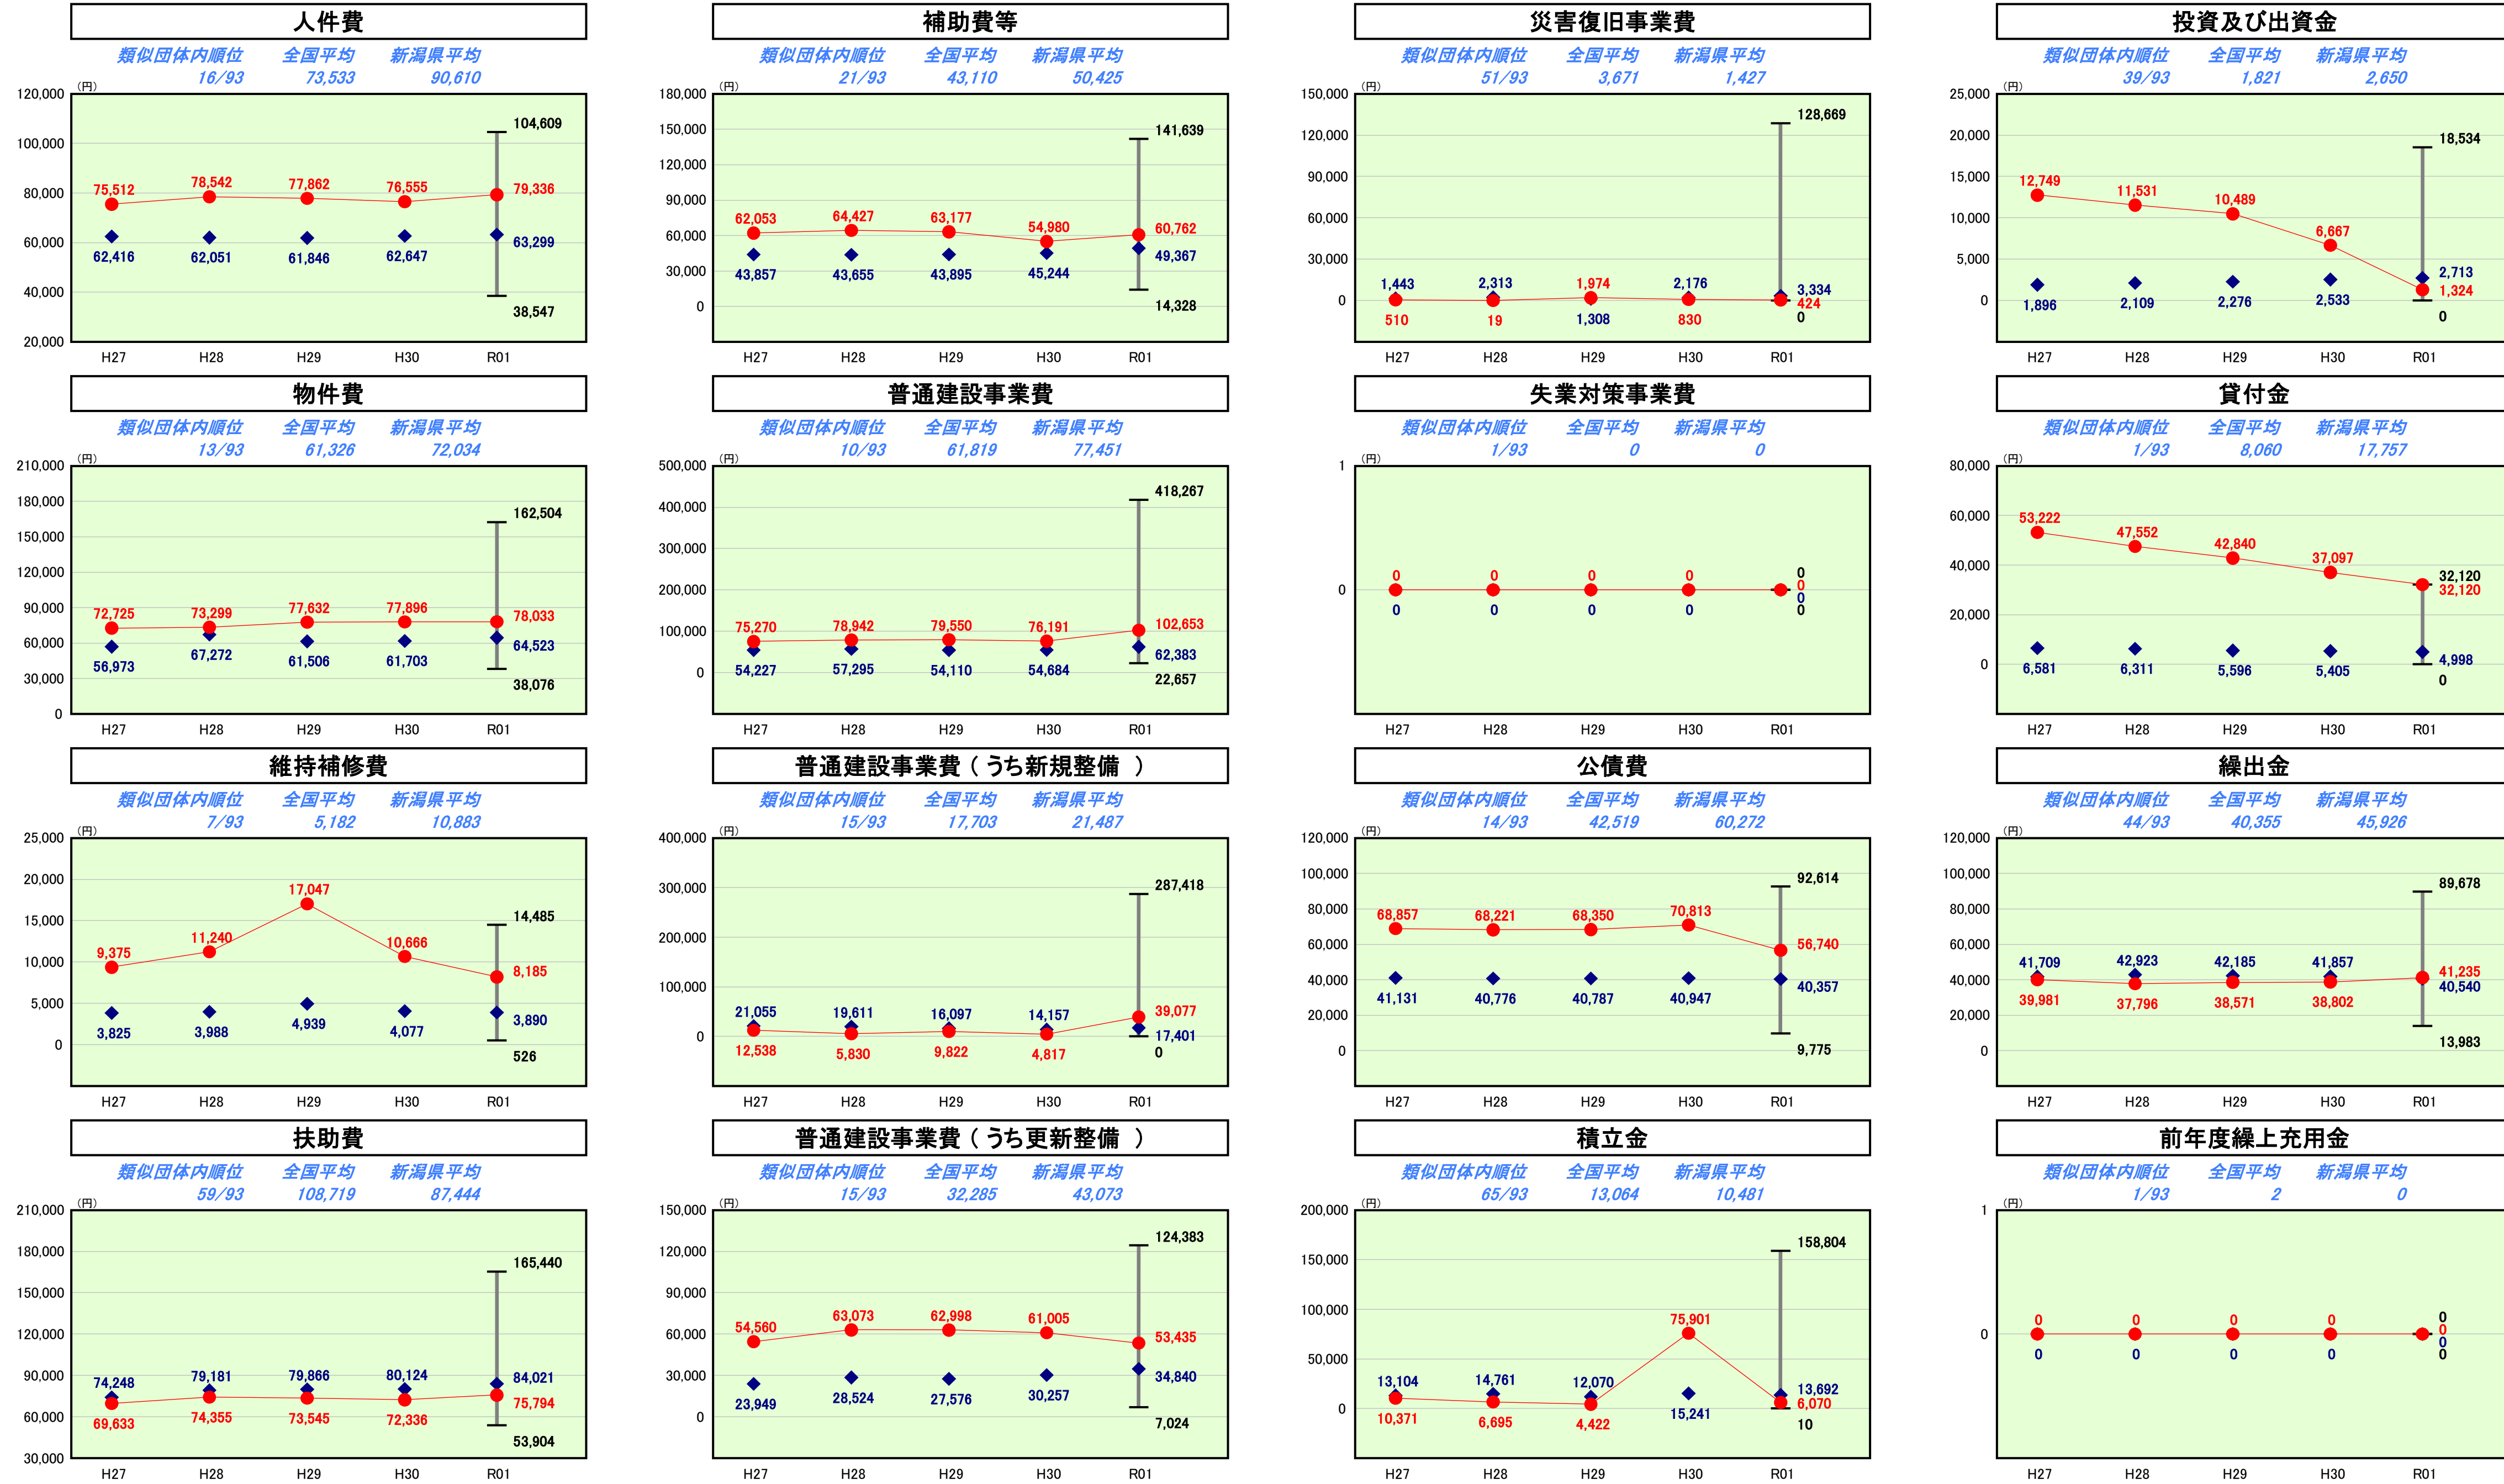 人件費
類似団体内順位 全国平均 新潟県平均
16/93 73,533 90,610
(円)
120,000
100,000
80,000
60,000
40,000
20,000
75,512 78,542 77,862 76,555 79,336
62,416 62,051 61,846 62,647 63,299
104,609
38,547
H27 H28 H29 H30 R01
補助費等
類似団体内順位 全国平均 新潟県平均
21/93 43,110 50,425
(円)
180,000
150,000
120,000
90,000
60,000
30,000
0
62,053 64,427 63,177 54,980 60,762
43,857 43,655 43,895 45,244 49,367
141,639
14,328
H27 H28 H29 H30 R01
災害復旧事業費
類似団体内順位 全国平均 新潟県平均
51/93 3,671 1,427
(円)
150,000
120,000
90,000
60,000
30,000
0
1,443 2,313 1,974 2,176 3,334
510 19 1,308 830 424
128,669
0
H27 H28 H29 H30 R01
投資及び出資金
類似団体内順位 全国平均 新潟県平均
39/93 1,821 2,650
(円)
25,000
20,000
15,000
10,000
5,000
0
12,749 11,531 10,489 6,667 1,324
1,896 2,109 2,276 2,533 2,713
18,534
0
H27 H28 H29 H30 R01
物件費
類似団体内順位 全国平均 新潟県平均
13/93 61,326 72,034
(円)
210,000
180,000
150,000
120,000
90,000
60,000
30,000
0
72,725 73,299 77,632 77,896 78,033
56,973 67,272 61,506 61,703 64,523
162,504
38,076
H27 H28 H29 H30 R01
普通建設事業費
類似団体内順位 全国平均 新潟県平均
10/93 61,819 77,451
(円)
500,000
400,000
300,000
200,000
100,000
0
75,270 78,942 79,550 76,191 102,653
54,227 57,295 54,110 54,684 62,383
418,267
22,657
H27 H28 H29 H30 R01
失業対策事業費
類似団体内順位 全国平均 新潟県平均
1/93 0 0
(円)
1
0
0 0 0 0 0
0 0 0 0 0
0
0
H27 H28 H29 H30 R01
貸付金
類似団体内順位 全国平均 新潟県平均
1/93 8,060 17,757
(円)
80,000
60,000
40,000
20,000
0
53,222 47,552 42,840 37,097 32,120
6,581 6,311 5,596 5,405 4,998
32,120
0
H27 H28 H29 H30 R01
維持補修費
類似団体内順位 全国平均 新潟県平均
7/93 5,182 10,883
(円)
25,000
20,000
15,000
10,000
5,000
0
9,375 11,240 17,047 10,666 8,185
3,825 3,988 4,939 4,077 3,890
14,485
526
H27 H28 H29 H30 R01
普通建設事業費(うち新規整備 )
類似団体内順位 全国平均 新潟県平均
15/93 17,703 21,487
(円)
400,000
300,000
200,000
100,000
0
21,055 19,611 16,097 14,157 39,077
12,538 5,830 9,822 4,817 17,401
287,418
0
H27 H28 H29 H30 R01
公債費
類似団体内順位 全国平均 新潟県平均
14/93 42,519 60,272
(円)
120,000
100,000
80,000
60,000
40,000
20,000
0
68,857 68,221 68,350 70,813 56,740
41,131 40,776 40,787 40,947 40,357
92,614
9,775
H27 H28 H29 H30 R01
繰出金
類似団体内順位 全国平均 新潟県平均
44/93 40,355 45,926
(円)
120,000
100,000
80,000
60,000
40,000
20,000
0
41,709 42,923 42,185 41,857 41,235
39,981 37,796 38,571 38,802 40,540
89,678
13,983
H27 H28 H29 H30 R01
扶助費
類似団体内順位 全国平均 新潟県平均
59/93 108,719 87,444
(円)
210,000
180,000
150,000
120,000
90,000
60,000
30,000
74,248 79,181 79,866 80,124 84,021
69,633 74,355 73,545 72,336 75,794
165,440
53,904
H27 H28 H29 H30 R01
普通建設事業費(うち更新整備 )
類似団体内順位 全国平均 新潟県平均
15/93 32,285 43,073
(円)
150,000
120,000
90,000
60,000
30,000
0
54,560 63,073 62,998 61,005 53,435
23,949 28,524 27,576 30,257 34,840
124,383
7,024
H27 H28 H29 H30 R01
積立金
類似団体内順位 全国平均 新潟県平均
65/93 13,064 10,481
(円)
200,000
150,000
100,000
50,000
0
13,104 14,761 12,070 75,901 13,692
10,371 6,695 4,422 15,241 6,070
158,804
10
H27 H28 H29 H30 R01
前年度繰上充用金
類似団体内順位 全国平均 新潟県平均
1/93 2 0
(円)
1
0
0 0 0 0 0
0 0 0 0 0
0
0
H27 H28 H29 H30 R01